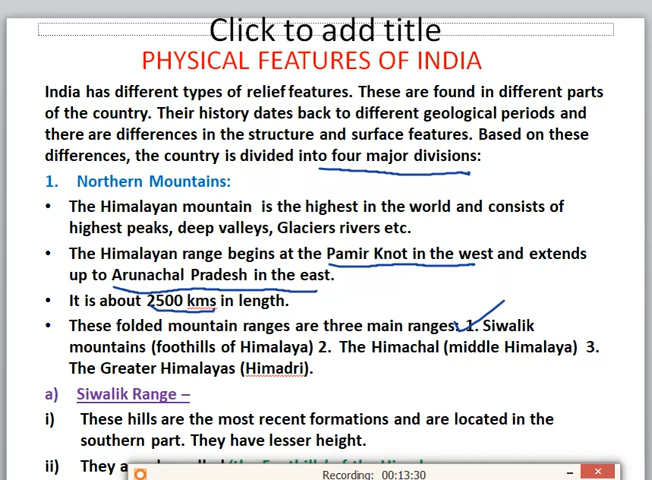 Click to add title
PHYSICAL FEATURES OF INDIA
India has different types of relief features. These are found in different parts
of the country. Their history dates back to different geological periods and
there are differences in the structure and surface features. Based on these
differences, the country is divided into four major divisions:
1. Northern Mountains:
• The Himalayan mountain is the highest in the world and consists of
highest peaks, deep valleys, Glaciers rivers etc.
• The Himalayan range begins at the Pamir Knot in the west and extends
up to Arunachal Pradesh in the east.
• It is about 2500 kms in length.
• These folded mountain ranges are three main ranges. 1. Siwalik
mountains (foothills of Himalaya) 2. The Himachal (middle Himalaya) 3.
The Greater Himalayas (Himadri).
a) Siwalik Range –
i) These hills are the most recent formations and are located in the
southern part. They have lesser height.
ii) They
Recording: 00:13:30